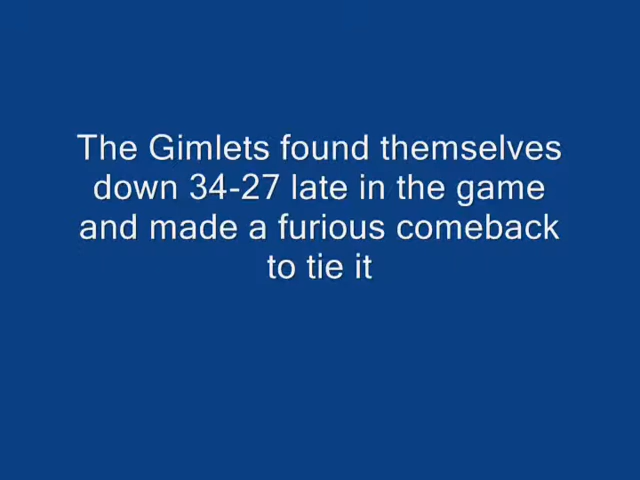 The Gimlets found themselves
down 34-27 late in the game
and made a furious comeback
to tie it